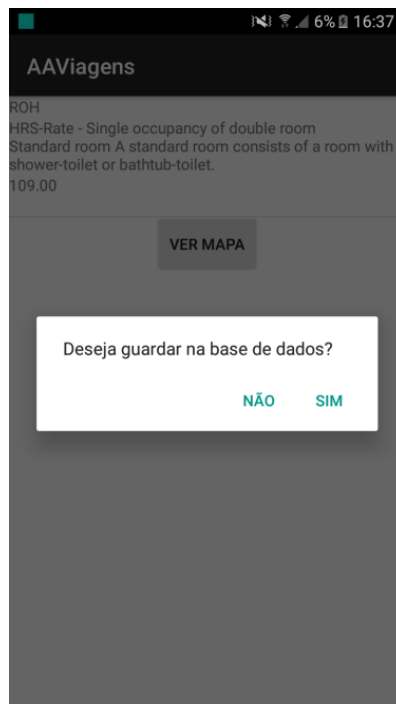 6% 16:37
AAViagens
ROH
HRS-Rate - Single occupancy of double room
Standard room A standard room consists of a room with
shower-toilet or bathtub-toilet.
109.00
VER MAPA
Deseja guardar na base de dados?
NÃO SIM